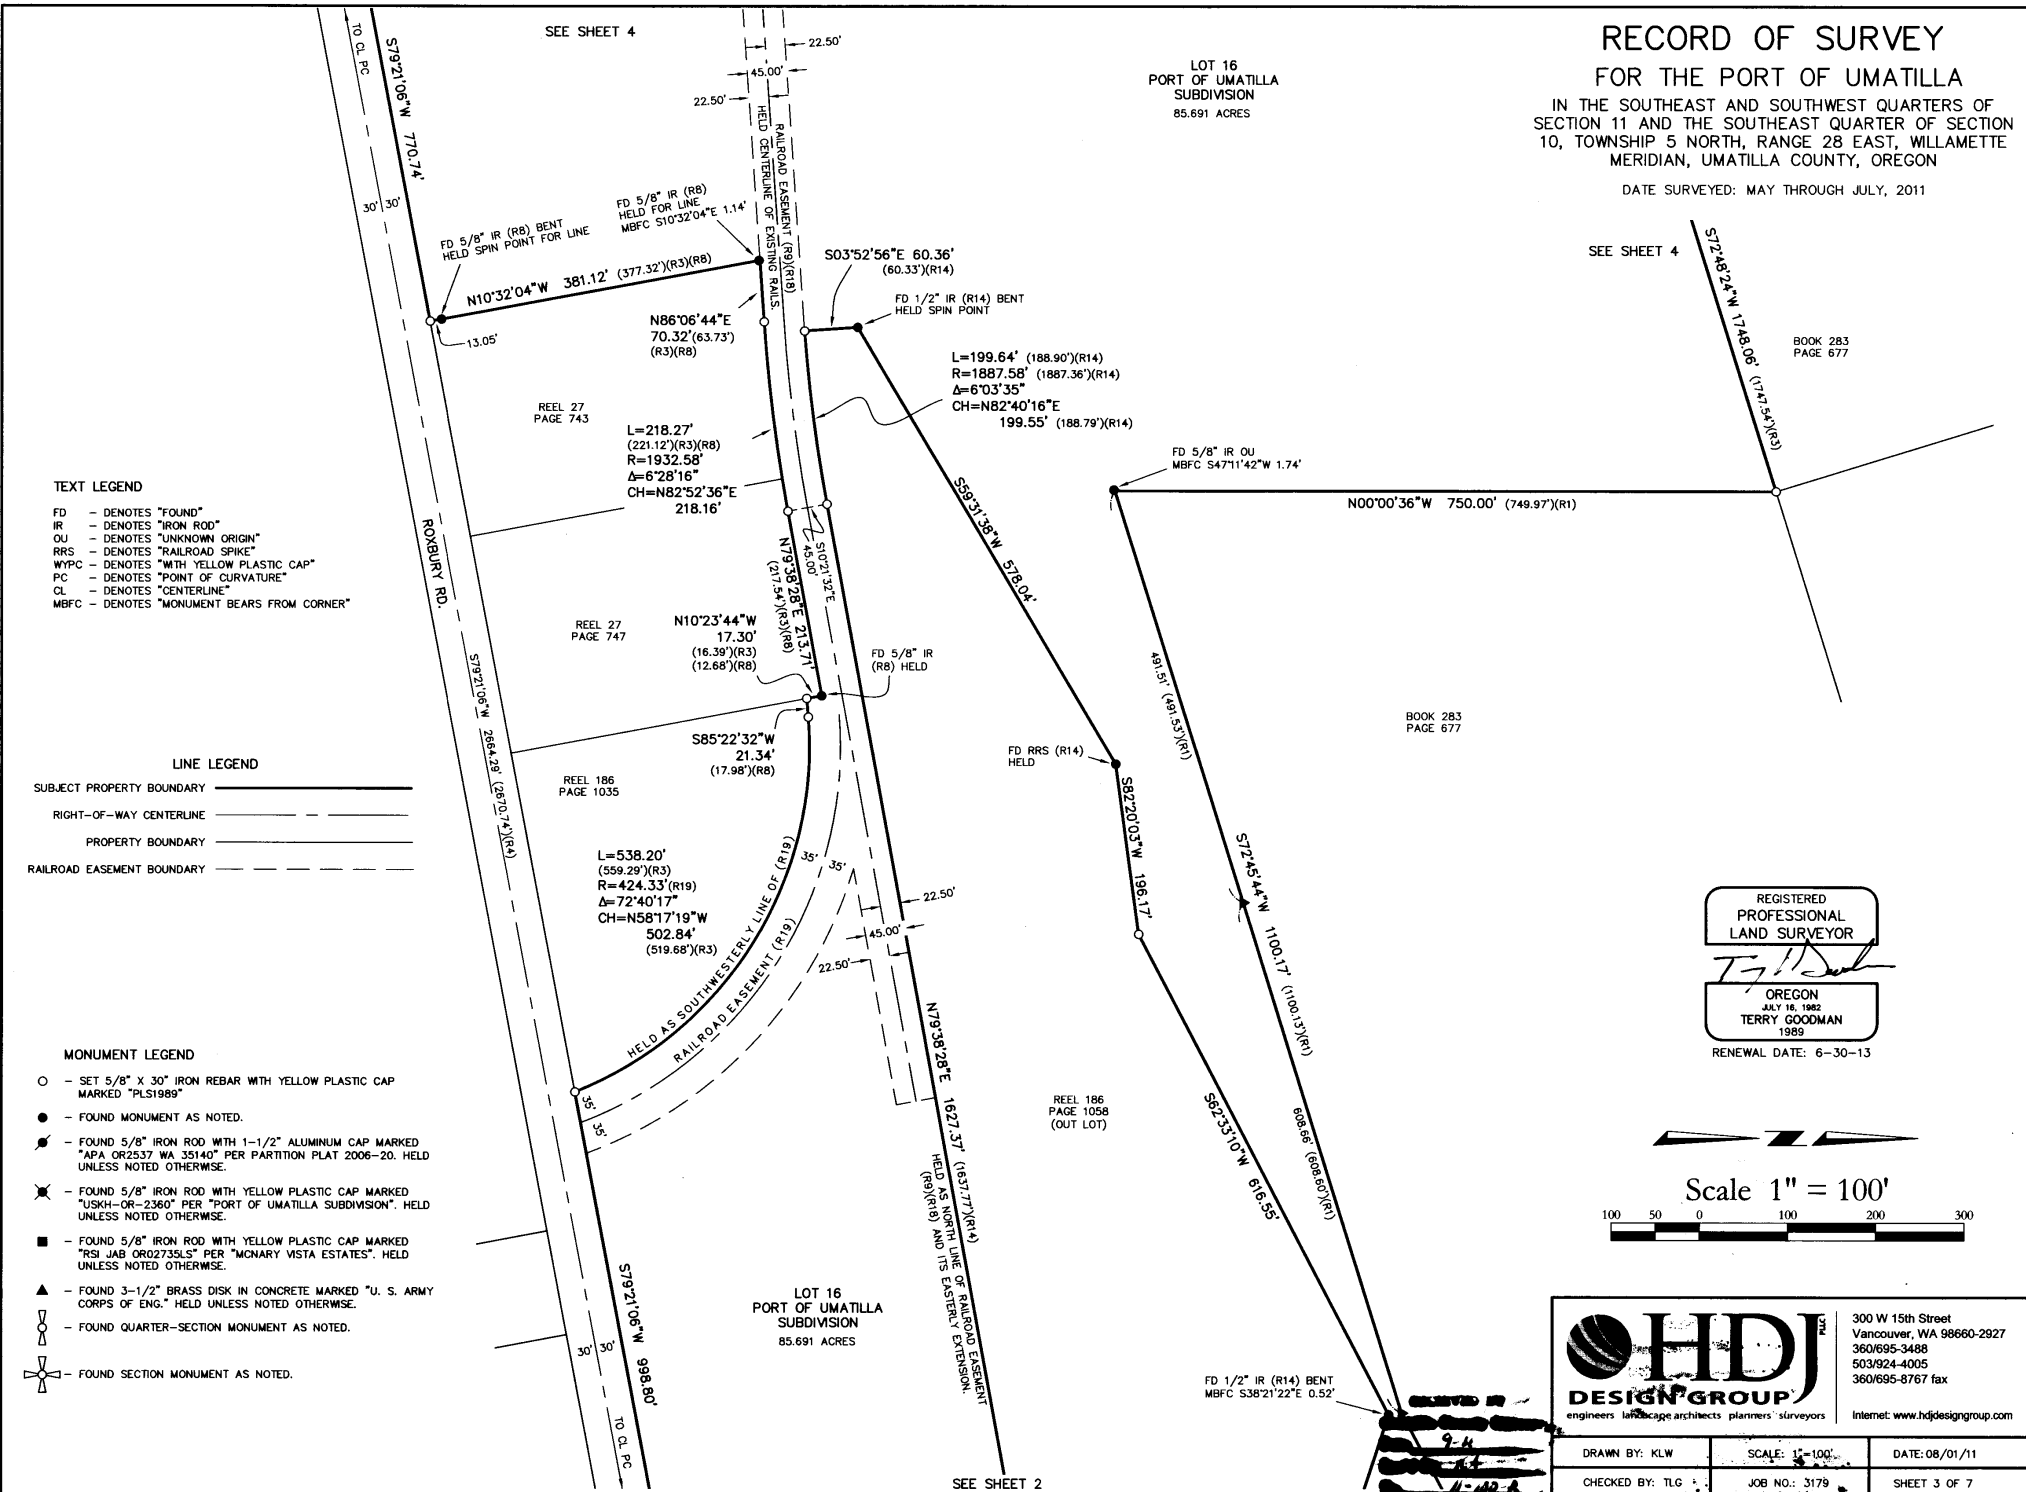 RECORD OF SURVEY
FOR THE PORT OF UMATILLA
IN THE SOUTHEAST AND SOUTHWEST QUARTERS OF
SECTION 11 AND THE SOUTHEAST QUARTER OF SECTION
10, TOWNSHIP 5 NORTH, RANGE 28 EAST, WILLAMETTE
MERIDIAN, UMATILLA COUNTY, OREGON
DATE SURVEYED: MAY THROUGH JULY, 2011
SEE SHEET 4
TO CL PC
S79°21'06"W 770.74'
30' 30'
22.50'
45.00'
22.50'
LOT 16
PORT OF UMATILLA
SUBDIVISION
85.691 ACRES
RAILROAD EASEMENT (R9)(R18)
HELD CENTERLINE OF EXISTING RAILS.
FD 5/8" IR (R8) BENT
HELD SPIN POINT FOR LINE
FD 5/8" IR (R8)
HELD FOR LINE
MBFC S10°32'04"E 1.14'
N10°32'04"W 381.12' (377.32')(R3)(R8)
13.05'
S03°52'56"E 60.36'
(60.33')(R14)
FD 1/2" IR (R14) BENT
HELD SPIN POINT
N86°06'44"E
70.32'(63.73')
(R3)(R8)
L=199.64' (188.90')(R14)
R=1887.58' (1887.36')(R14)
Δ=6°03'35"
CH=N82°40'16"E
199.55' (188.79')(R14)
SEE SHEET 4
S72°48'24"W 1748.06' (1747.54')(R3)
BOOK 283
PAGE 677
REEL 27
PAGE 743
L=218.27'
(221.12')(R3)(R8)
R=1932.58'
Δ=6°28'16"
CH=N82°52'36"E
218.16'
FD 5/8" IR OU
MBFC S47°11'42"W 1.74'
N00°00'36"W 750.00' (749.97')(R1)
S59°31'38"W 578.04'
TEXT LEGEND
FD - DENOTES "FOUND"
IR - DENOTES "IRON ROD"
OU - DENOTES "UNKNOWN ORIGIN"
RRS - DENOTES "RAILROAD SPIKE"
WYPC - DENOTES "WITH YELLOW PLASTIC CAP"
PC - DENOTES "POINT OF CURVATURE"
CL - DENOTES "CENTERLINE"
MBFC - DENOTES "MONUMENT BEARS FROM CORNER"
ROXBURY RD.
S10°21'32"E
45.00'
N79°38'28"E 213.71'
(217.54')(R3)(R8)
REEL 27
PAGE 747
N10°23'44"W
17.30'
(16.39')(R3)
(12.68')(R8)
FD 5/8" IR
(R8) HELD
491.51' (491.53')(R1)
S79°21'06"W 2664.29' (2670.74')(R4)
S85°22'32"W
21.34'
(17.98')(R8)
BOOK 283
PAGE 677
FD RRS (R14)
HELD
LINE LEGEND
SUBJECT PROPERTY BOUNDARY
RIGHT-OF-WAY CENTERLINE
PROPERTY BOUNDARY
RAILROAD EASEMENT BOUNDARY
REEL 186
PAGE 1035
S82°20'03"W 196.17'
L=538.20'
(559.29')(R3)
R=424.33'(R19)
Δ=72°40'17"
CH=N58°17'19"W
502.84'
(519.68')(R3)
35' 35'
HELD AS SOUTHWESTERLY LINE OF (R19)
RAILROAD EASEMENT (R19)
22.50'
45.00'
22.50'
S72°45'44"W 1100.17' (1100.13')(R1)
REGISTERED
PROFESSIONAL
LAND SURVEYOR
OREGON
JULY 16, 1982
TERRY GOODMAN
1989
RENEWAL DATE: 6-30-13
MONUMENT LEGEND
- SET 5/8" X 30" IRON REBAR WITH YELLOW PLASTIC CAP
MARKED "PLS1989"
- FOUND MONUMENT AS NOTED.
- FOUND 5/8" IRON ROD WITH 1-1/2" ALUMINUM CAP MARKED
"APA OR2537 WA 35140" PER PARTITION PLAT 2006-20. HELD
UNLESS NOTED OTHERWISE.
- FOUND 5/8" IRON ROD WITH YELLOW PLASTIC CAP MARKED
"USKH-OR-2360" PER "PORT OF UMATILLA SUBDIVISION". HELD
UNLESS NOTED OTHERWISE.
- FOUND 5/8" IRON ROD WITH YELLOW PLASTIC CAP MARKED
"RSI JAB OR02735LS" PER "MCNARY VISTA ESTATES". HELD
UNLESS NOTED OTHERWISE.
- FOUND 3-1/2" BRASS DISK IN CONCRETE MARKED "U. S. ARMY
CORPS OF ENG." HELD UNLESS NOTED OTHERWISE.
- FOUND QUARTER-SECTION MONUMENT AS NOTED.
- FOUND SECTION MONUMENT AS NOTED.
35'
35'
N79°38'28"E 1627.37' (1637.77')(R14)
HELD AS NORTH LINE OF RAILROAD EASEMENT
(R9)(R18) AND ITS EASTERLY EXTENSION.
REEL 186
PAGE 1058
(OUT LOT)
S62°33'10"W 616.55'
608.66' (608.60')(R1)
Z
Scale 1" = 100'
100 50 0 100 200 300
LOT 16
PORT OF UMATILLA
SUBDIVISION
85.691 ACRES
S79°21'06"W 998.80'
30' 30'
TO CL PC
FD 1/2" IR (R14) BENT
MBFC S38°21'22"E 0.52'
SEE SHEET 2
HDJ PLLC
DESIGN GROUP
engineers landscape architects planners surveyors
300 W 15th Street
Vancouver, WA 98660-2927
360/695-3488
503/924-4005
360/695-8767 fax
Internet: www.hdjdesigngroup.com
DRAWN BY: KLW
SCALE: 1"=100'
DATE: 08/01/11
CHECKED BY: TLG
JOB NO.: 3179
SHEET 3 OF 7